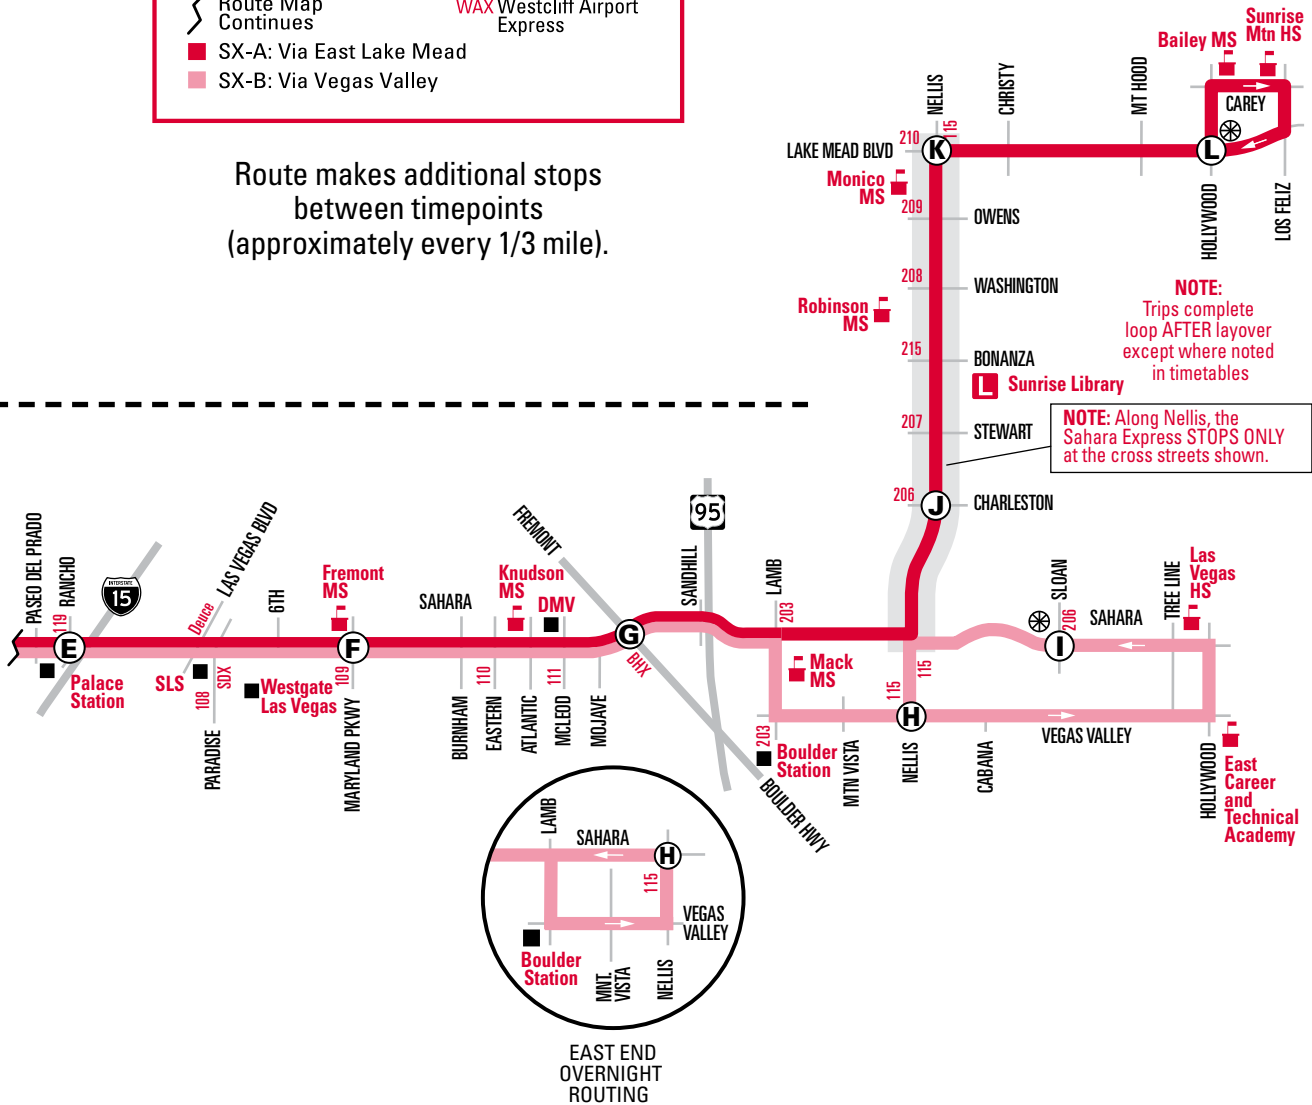 Route Map
Continues
WAX Westcliff Airport
Express
SX-A: Via East Lake Mead
SX-B: Via Vegas Valley
Route makes additional stops
between timepoints
(approximately every 1/3 mile).
Bailey MS
Sunrise
Mtn HS
CAREY
NELLIS
115
CHRISTY
MT HOOD
210
LAKE MEAD BLVD
K
L
HOLLYWOOD
LOS FELIZ
Monico
MS
209
OWENS
208
WASHINGTON
Robinson
MS
215
BONANZA
L
Sunrise Library
207
STEWART
206
J
CHARLESTON
NOTE:
Trips complete
loop AFTER layover
except where noted
in timetables
NOTE: Along Nellis, the
Sahara Express STOPS ONLY
at the cross streets shown.
PASEO DEL PRADO
119
RANCHO
INTERSTATE
15
E
Palace
Station
Deuce
LAS VEGAS BLVD
SLS
108
SDX
PARADISE
6TH
Westgate
Las Vegas
Fremont
MS
F
109
MARYLAND PKWY
SAHARA
BURNHAM
110
EASTERN
Knudson
MS
ATLANTIC
DMV
111
MCLEOD
MOJAVE
FREMONT
G
BHX
BOULDER HWY
SANDHILL
95
LAMB
203
Mack
MS
203
Boulder
Station
MTN VISTA
115
115
H
NELLIS
CABANA
VEGAS VALLEY
SLOAN
206
I
SAHARA
TREE LINE
Las
Vegas
HS
HOLLYWOOD
East
Career
and
Technical
Academy
LAMB
SAHARA
H
115
VEGAS
VALLEY
Boulder
Station
MNT.
VISTA
NELLIS
EAST END
OVERNIGHT
ROUTING